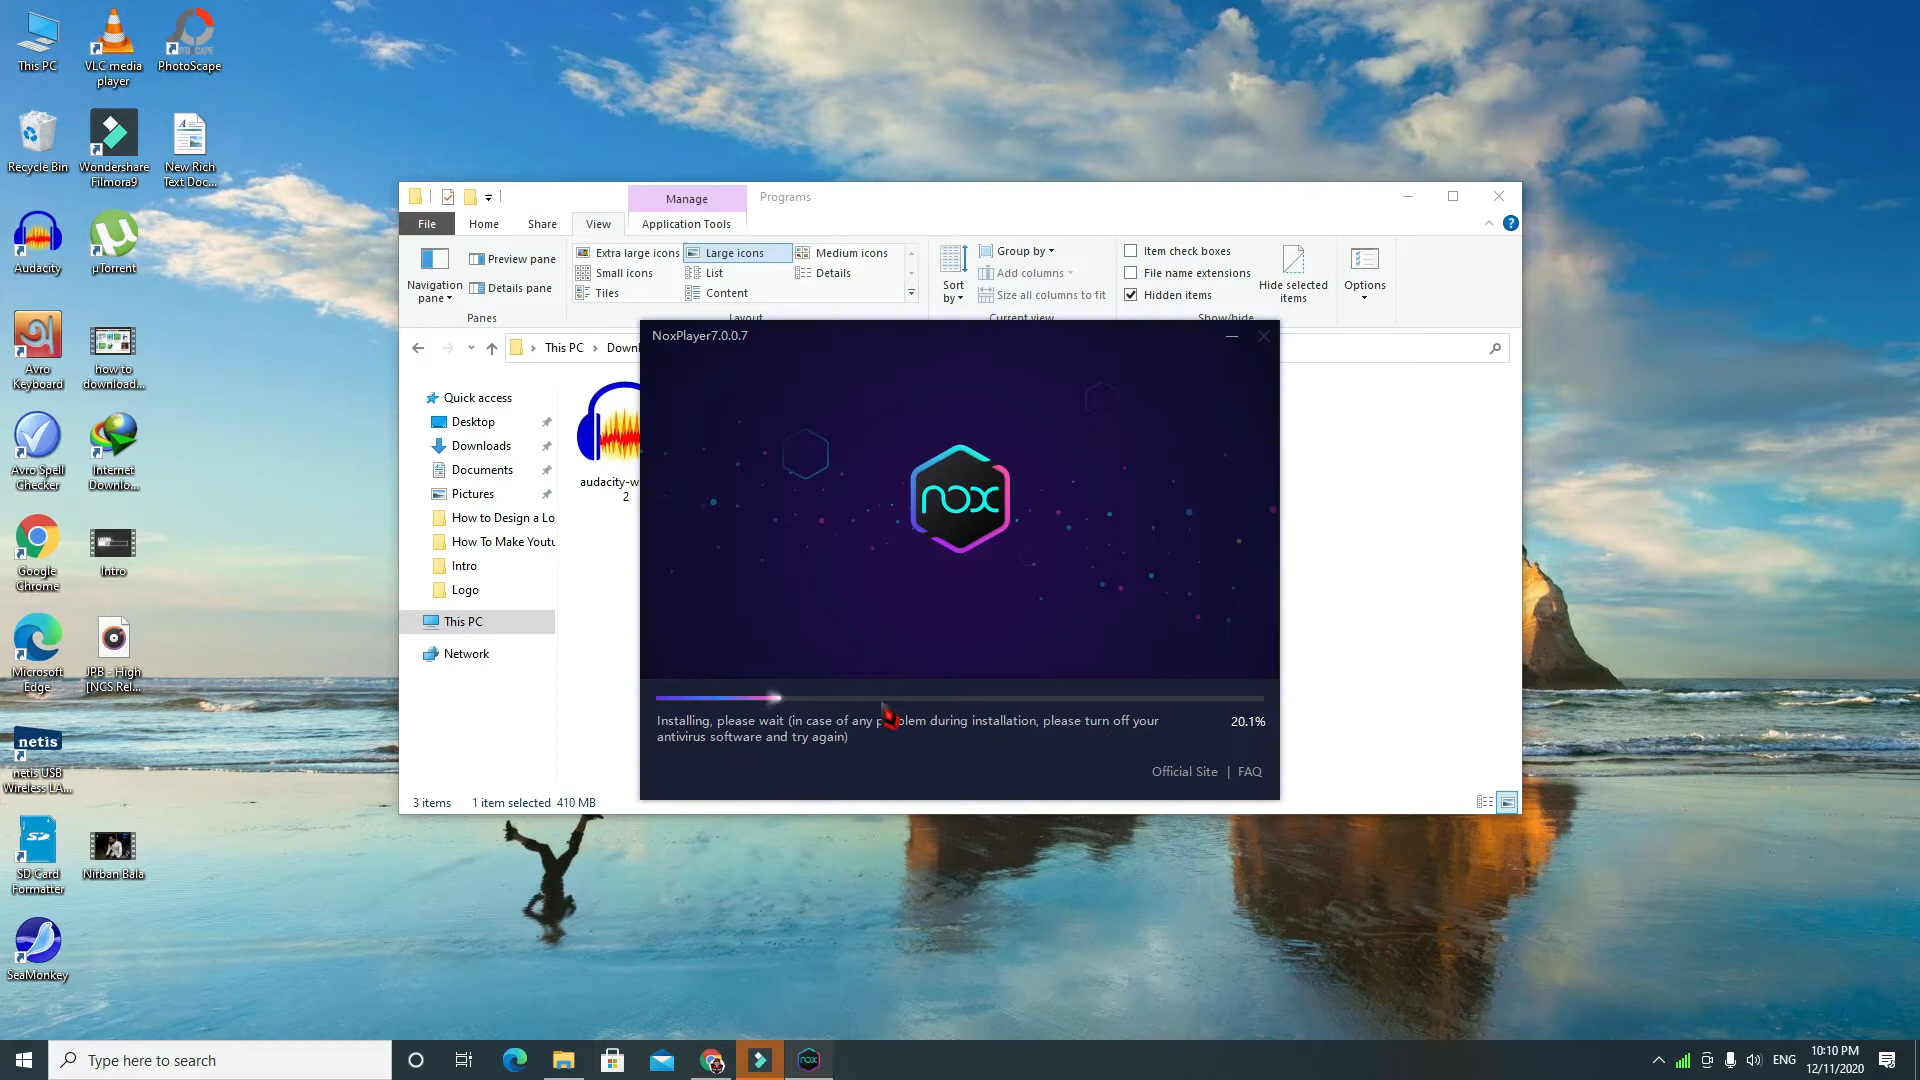 This PC
VLC media
player
PhotoScape
Recycle Bin
Wondershare
Filmora9
New Rich
Text Doc...
Audacity
µTorrent
Avro
Keyboard
how to
download...
Avro Spell
Checker
Internet
Downlo...
Google
Chrome
Intro
Microsoft
Edge
JPB - High
[NCS Rel...
netis
netis USB
Wireless LA...
SD Card
Formatter
Nirban Bala
SeaMonkey
Manage
Programs
File
Home
Share
View
Application Tools
Navigation
pane
Preview pane
Details pane
Panes
Extra large icons
Large icons
Medium icons
Small icons
List
Details
Tiles
Content
Layout
Sort
by
Group by
Add columns
Size all columns to fit
Current view
Item check boxes
File name extensions
Hidden items
Hide selected
items
Show/hide
Options
This PC
Downl
Quick access
Desktop
Downloads
Documents
Pictures
How to Design a Lo
How To Make Youtu
Intro
Logo
This PC
Network
audacity-w
2
3 items
1 item selected 410 MB
NoxPlayer7.0.0.7
nox
Installing, please wait (in case of any problem during installation, please turn off your
antivirus software and try again)
20.1%
Official Site | FAQ
Type here to search
ENG
10:10 PM
12/11/2020